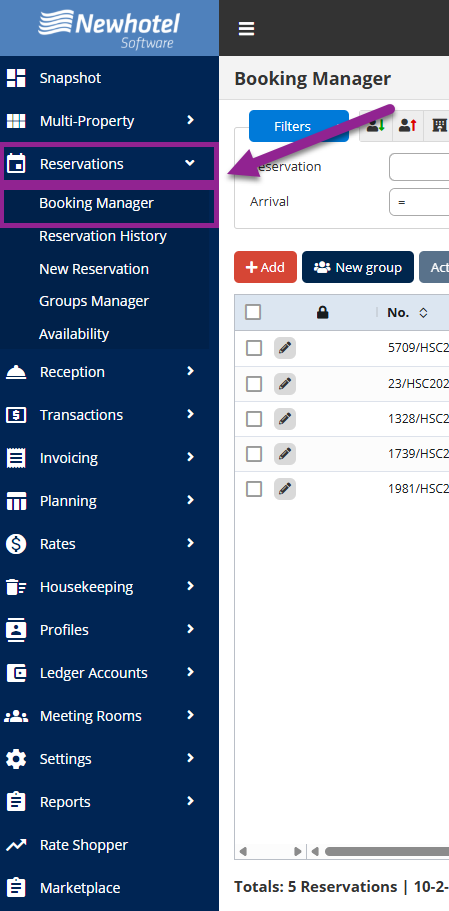 Newhotel
Software
Snapshot
Multi-Property
Reservations
Booking Manager
Reservation History
New Reservation
Groups Manager
Availability
Reception
Transactions
Invoicing
Planning
Rates
Housekeeping
Profiles
Ledger Accounts
Meeting Rooms
Settings
Reports
Rate Shopper
Marketplace
Booking Manager
Filters
eservation
Arrival
=
Add
New group
Act
No.
5709/HSC2
23/HSC202
1328/HSC2
1739/HSC2
1981/HSC2
Totals: 5 Reservations | 10-2-